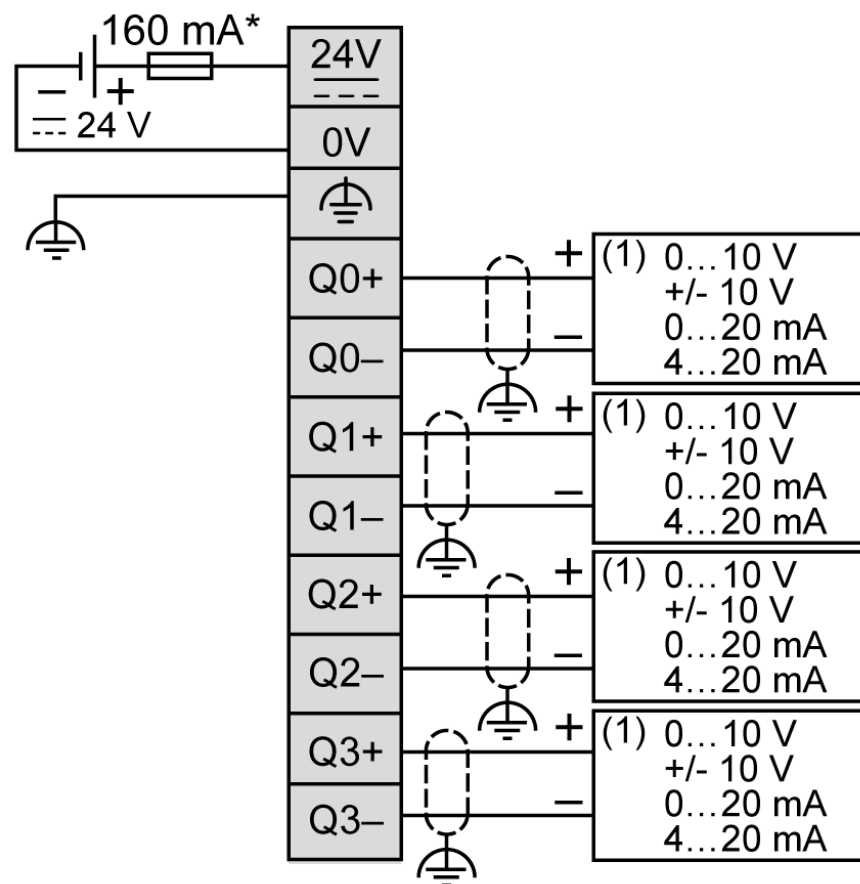 160 mA*
24V
– +
24 V
0V
Q0+
+
(1) 0...10 V
+/- 10 V
Q0–
–
0...20 mA
4...20 mA
Q1+
+
(1) 0...10 V
+/- 10 V
Q1–
–
0...20 mA
4...20 mA
Q2+
+
(1) 0...10 V
+/- 10 V
Q2–
–
0...20 mA
4...20 mA
Q3+
+
(1) 0...10 V
+/- 10 V
Q3–
–
0...20 mA
4...20 mA